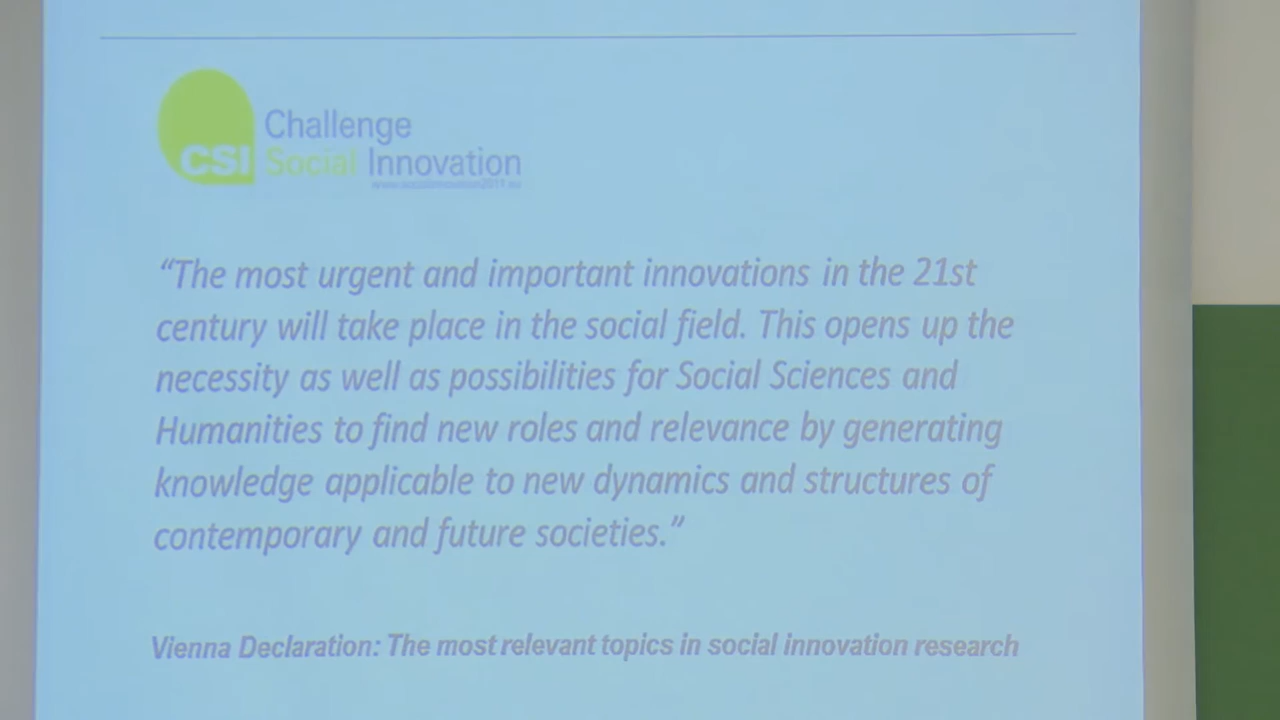 Challenge
CSI Social Innovation
www.socialinnovation2011.eu
“The most urgent and important innovations in the 21st
century will take place in the social field. This opens up the
necessity as well as possibilities for Social Sciences and
Humanities to find new roles and relevance by generating
knowledge applicable to new dynamics and structures of
contemporary and future societies.”
Vienna Declaration: The most relevant topics in social innovation research